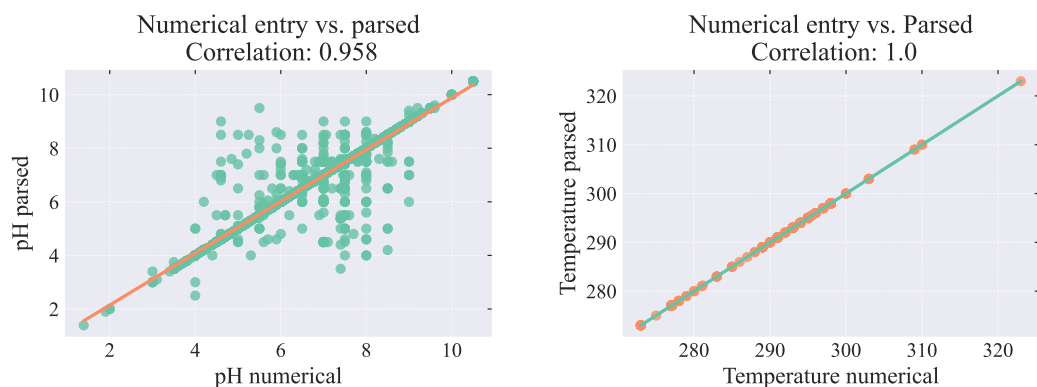 Numerical entry vs. parsed
Correlation: 0.958
10
8
6
4
2
pH parsed
2
4
6
8
10
pH numerical
Numerical entry vs. Parsed
Correlation: 1.0
320
310
300
290
280
Temperature parsed
280
290
300
310
320
Temperature numerical